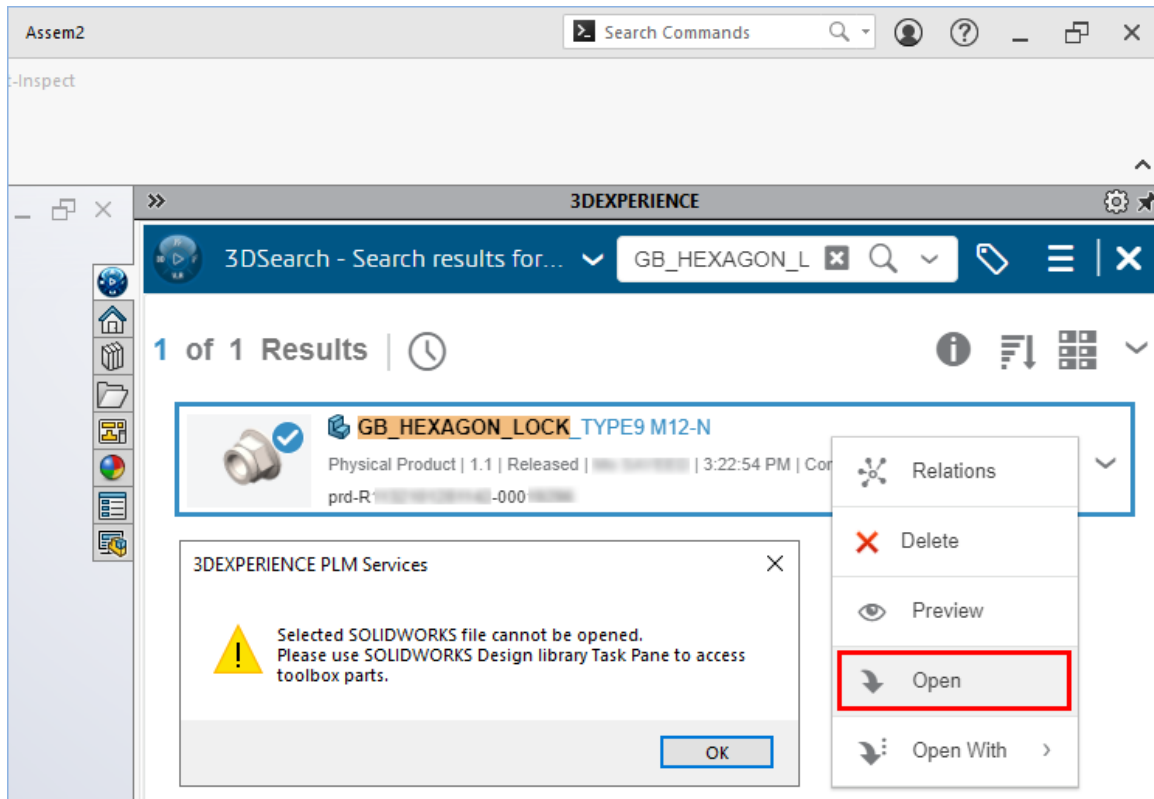 Assem2
Search Commands
t-Inspect
3DEXPERIENCE
3DSearch - Search results for...
GB_HEXAGON_L
1 of 1 Results
GB_HEXAGON_LOCK_TYPE9 M12-N
Physical Product | 1.1 | Released | | 3:22:54 PM | Cor
prd-R -000
Relations
Delete
Preview
Open
Open With
3DEXPERIENCE PLM Services
Selected SOLIDWORKS file cannot be opened.
Please use SOLIDWORKS Design library Task Pane to access
toolbox parts.
OK